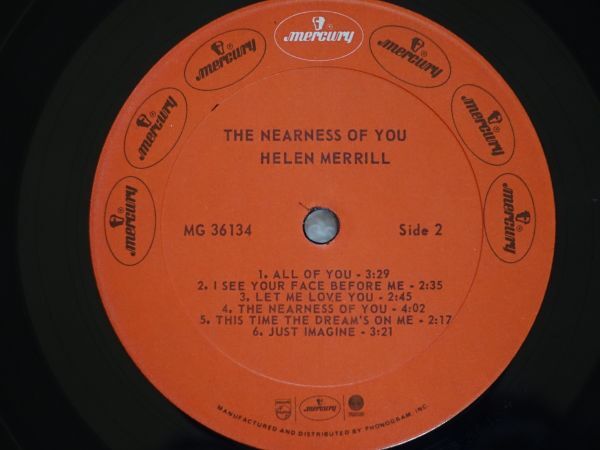 mercury
mercury
mercury
mercury
mercury
mercury
mercury
THE NEARNESS OF YOU
HELEN MERRILL
MG 36134
Side 2
1. ALL OF YOU - 3:29
2. I SEE YOUR FACE BEFORE ME - 2:35
3. LET ME LOVE YOU - 2:45
4. THE NEARNESS OF YOU - 4:02
5. THIS TIME THE DREAM'S ON ME - 2:17
6. JUST IMAGINE - 3:21
mercury
MANUFACTURED AND DISTRIBUTED BY PHONOGRAM, INC.